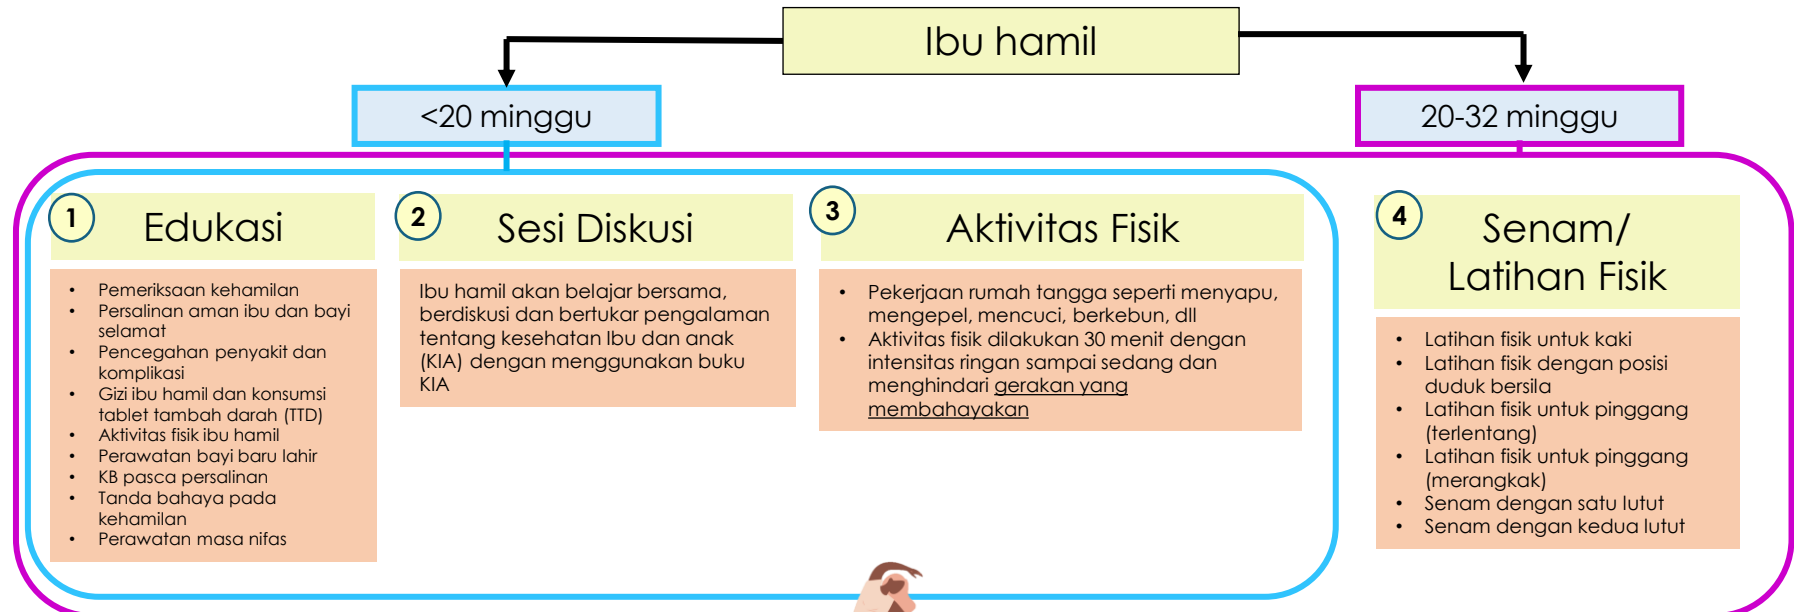 Ibu hamil
<20 minggu
20-32 minggu
1
Edukasi
• Pemeriksaan kehamilan
• Persalinan aman ibu dan bayi
selamat
• Pencegahan penyakit dan
komplikasi
• Gizi ibu hamil dan konsumsi
tablet tambah darah (TTD)
• Aktivitas fisik ibu hamil
• Perawatan bayi baru lahir
• KB pasca persalinan
• Tanda bahaya pada
kehamilan
• Perawatan masa nifas
2
Sesi Diskusi
Ibu hamil akan belajar bersama,
berdiskusi dan bertukar pengalaman
tentang kesehatan Ibu dan anak
(KIA) dengan menggunakan buku
KIA
3
Aktivitas Fisik
• Pekerjaan rumah tangga seperti menyapu,
mengepel, mencuci, berkebun, dll
• Aktivitas fisik dilakukan 30 menit dengan
intensitas ringan sampai sedang dan
menghindari gerakan yang
membahayakan
4
Senam/
Latihan Fisik
• Latihan fisik untuk kaki
• Latihan fisik dengan posisi
duduk bersila
• Latihan fisik untuk pinggang
(terlentang)
• Latihan fisik untuk pinggang
(merangkak)
• Senam dengan satu lutut
• Senam dengan kedua lutut